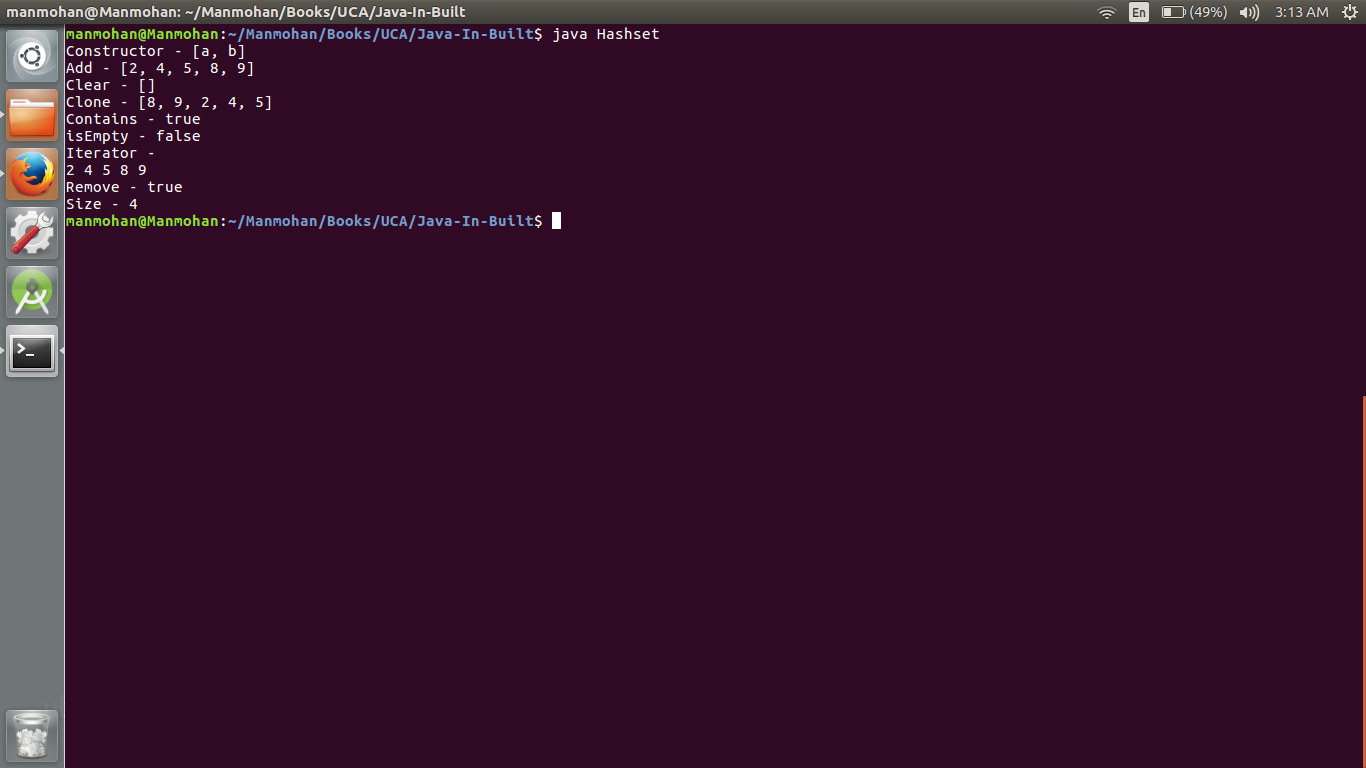 manmohan@Manmohan: ~/Manmohan/Books/UCA/Java-In-Built En (49%) 3:13 AM
manmohan@Manmohan:~/Manmohan/Books/UCA/Java-In-Built$ java Hashset
Constructor - [a, b]
Add - [2, 4, 5, 8, 9]
Clear - []
Clone - [8, 9, 2, 4, 5]
Contains - true
isEmpty - false
Iterator -
2 4 5 8 9
Remove - true
Size - 4
manmohan@Manmohan:~/Manmohan/Books/UCA/Java-In-Built$
>_